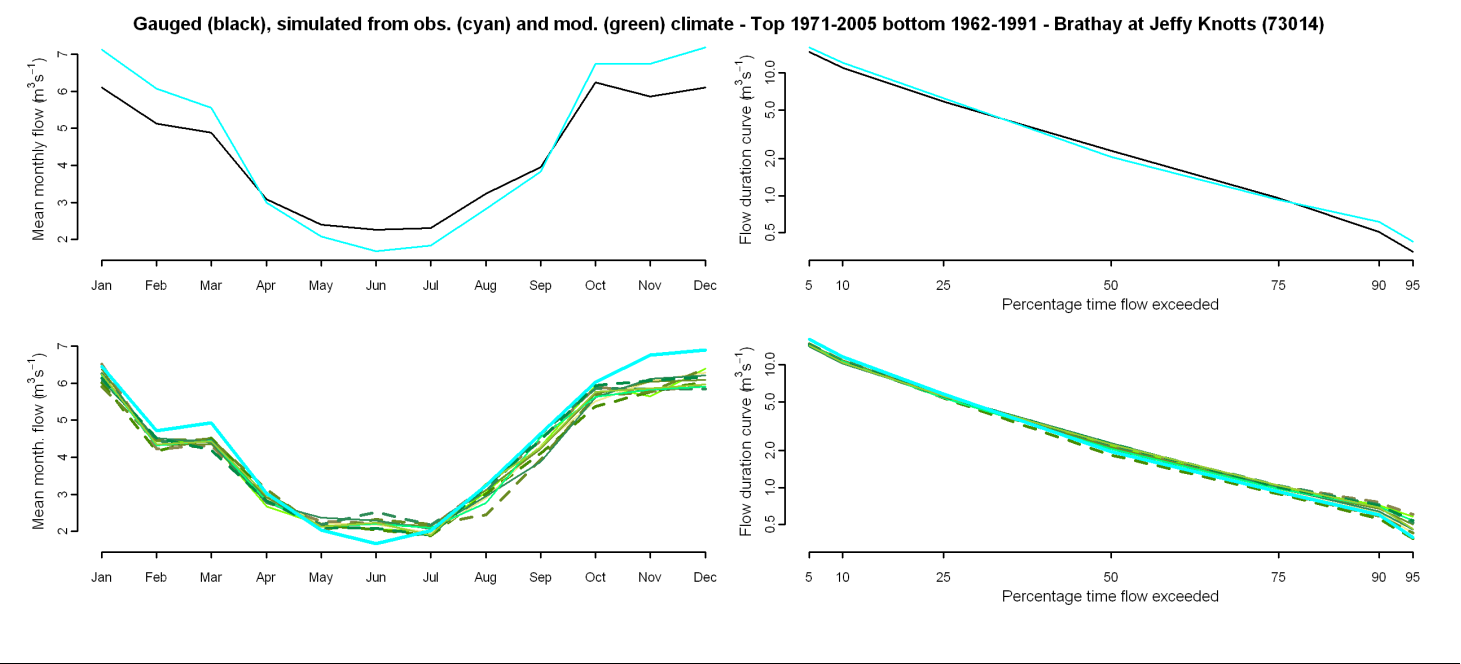 Gauged (black), simulated from obs. (cyan) and mod. (green) climate - Top 1971-2005 bottom 1962-1991 - Brathay at Jeffy Knotts (73014)
Mean monthly flow (m³s⁻¹)
7
6
5
4
3
2
Jan Feb Mar Apr May Jun Jul Aug Sep Oct Nov Dec
Flow duration curve (m³s⁻¹)
10.0
5.0
2.0
1.0
0.5
5 10 25 50 75 90 95
Percentage time flow exceeded
Mean month. flow (m³s⁻¹)
7
6
5
4
3
2
Jan Feb Mar Apr May Jun Jul Aug Sep Oct Nov Dec
Flow duration curve (m³s⁻¹)
10.0
5.0
2.0
1.0
0.5
5 10 25 50 75 90 95
Percentage time flow exceeded